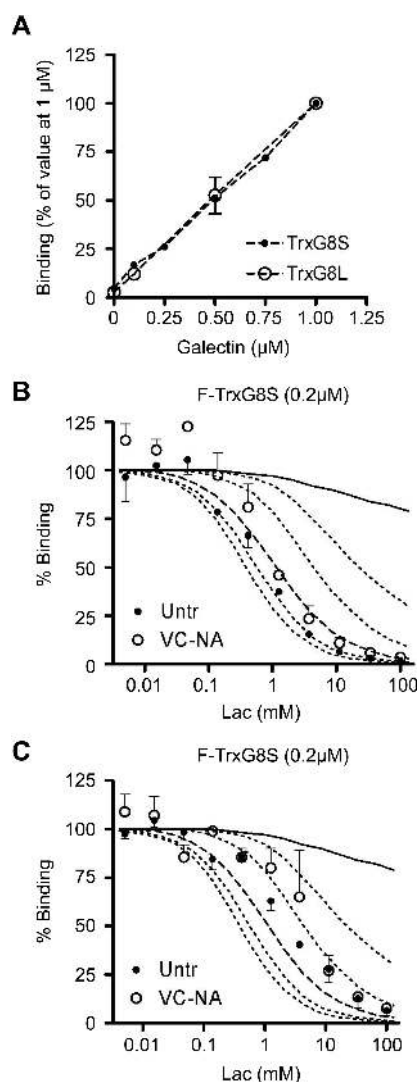 A
125
100
75
50
25
0
Binding (% of value at 1 µM)
TrxG8S
TrxG8L
0 0.25 0.50 0.75 1.00 1.25
Galectin (µM)
B
F-TrxG8S (0.2µM)
125
100
75
50
25
0
% Binding
Untr
VC-NA
0.01 0.1 1 10 100
Lac (mM)
C
F-TrxG8S (0.2µM)
125
100
75
50
25
0
% Binding
Untr
VC-NA
0.01 0.1 1 10 100
Lac (mM)